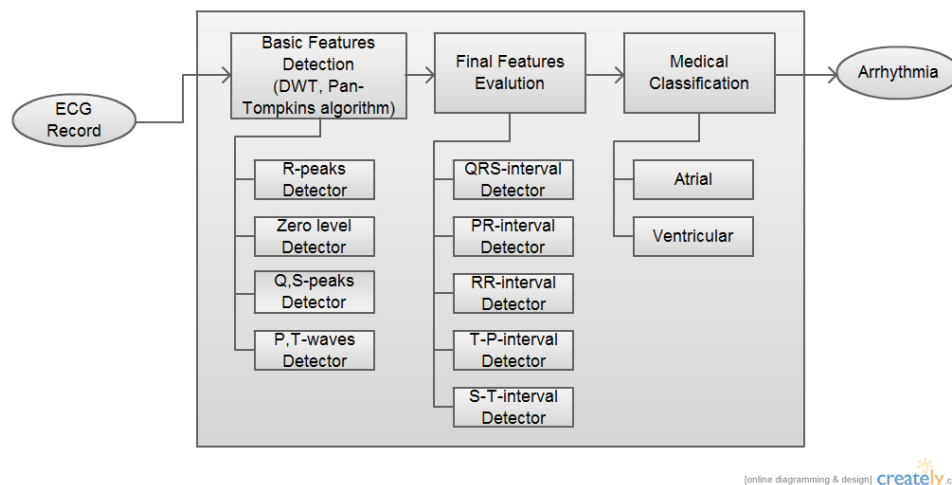 ECG
Record
Basic Features
Detection
(DWT, Pan-
Tompkins algorithm)
R-peaks
Detector
Zero level
Detector
Q,S-peaks
Detector
P,T-waves
Detector
Final Features
Evalution
QRS-interval
Detector
PR-interval
Detector
RR-interval
Detector
T-P-interval
Detector
S-T-interval
Detector
Medical
Classification
Atrial
Ventricular
Arrhythmia
[online diagramming & design] creately.c